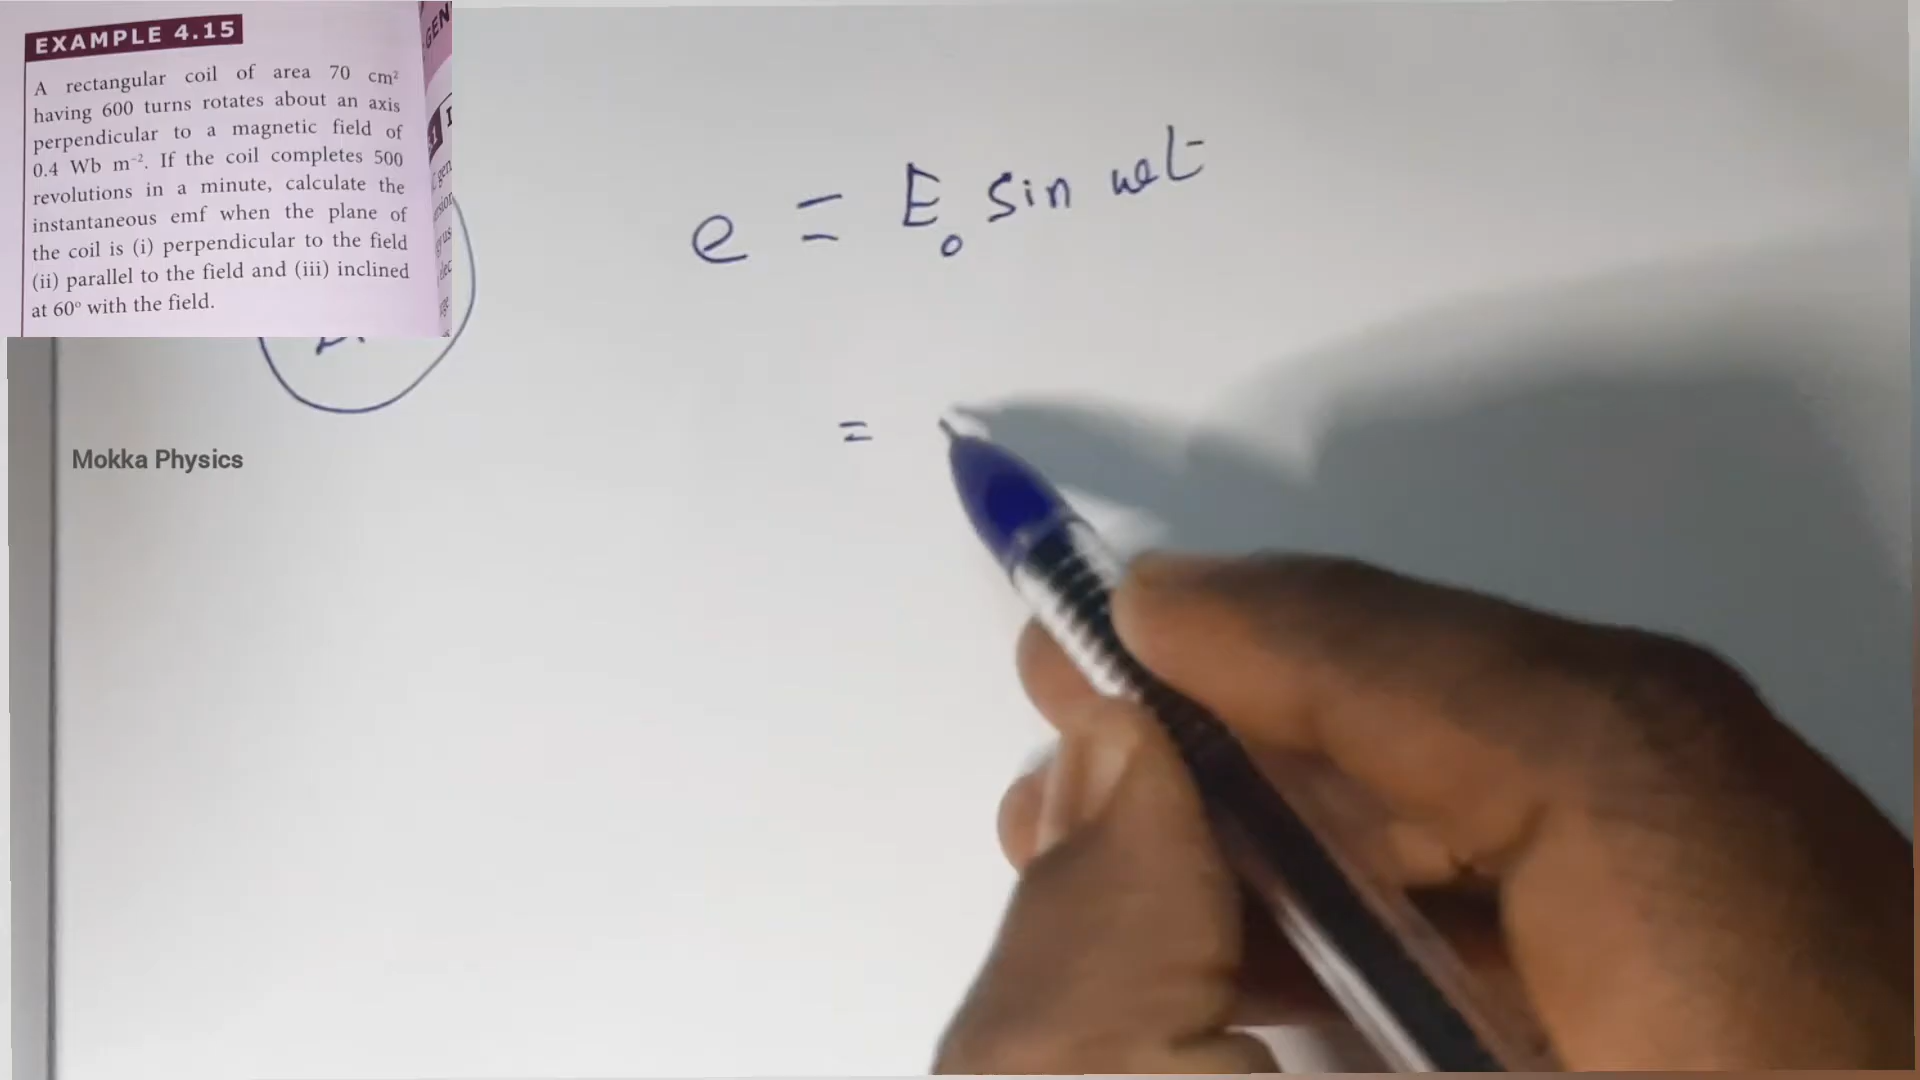 EXAMPLE 4.15
A rectangular coil of area 70 cm²
having 600 turns rotates about an axis
perpendicular to a magnetic field of
0.4 Wb m⁻². If the coil completes 500
revolutions in a minute, calculate the
instantaneous emf when the plane of
the coil is (i) perpendicular to the field
(ii) parallel to the field and (iii) inclined
at 60° with the field.
GEN
e = E₀ sin ωt
=
Mokka Physics